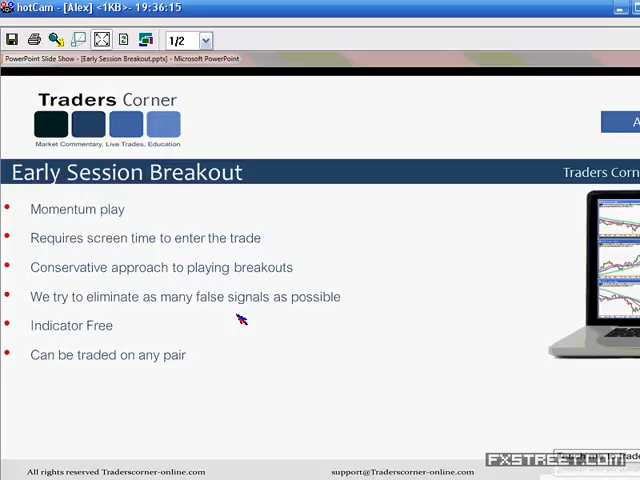 hotCam - [Alex] <1KB> - 19:36:15
1/2
PowerPoint Slide Show - [Early Session Breakout.pptx] - Microsoft PowerPoint
Traders Corner
Market Commentary, Live Trades, Education
A
Early Session Breakout
Traders Corn
• Momentum play
• Requires screen time to enter the trade
• Conservative approach to playing breakouts
• We try to eliminate as many false signals as possible
• Indicator Free
• Can be traded on any pair
All rights reserved Traderscorner-online.com
support@Traderscorner-online.com
FXSTREET.COM